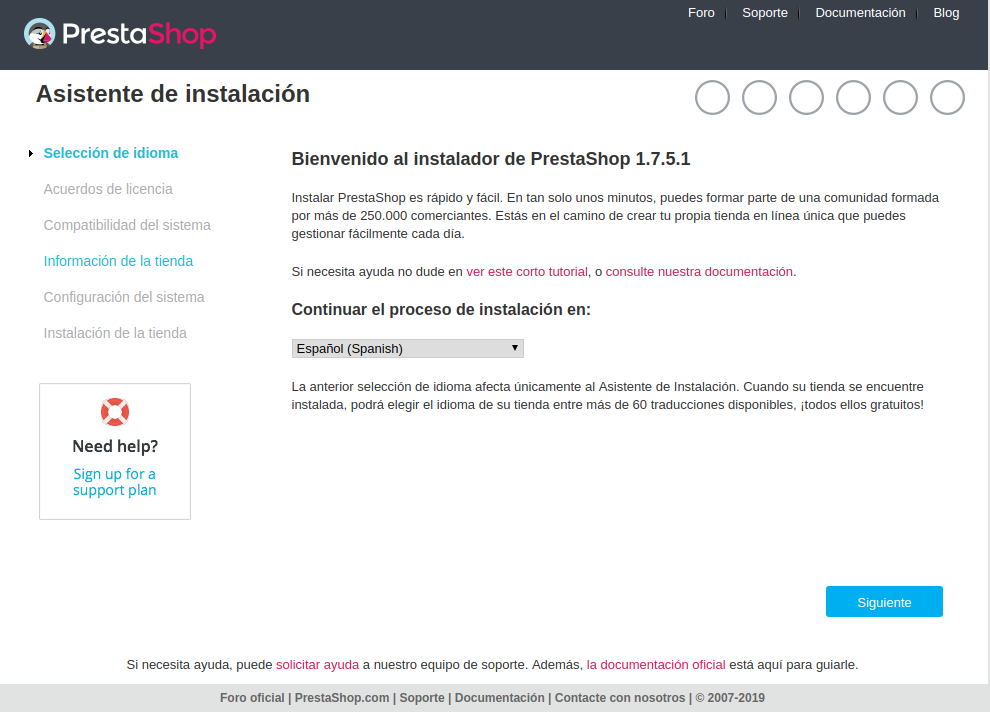 PrestaShop
Foro | Soporte | Documentación | Blog
Asistente de instalación
Selección de idioma
Acuerdos de licencia
Compatibilidad del sistema
Información de la tienda
Configuración del sistema
Instalación de la tienda
Need help?
Sign up for a
support plan
Bienvenido al instalador de PrestaShop 1.7.5.1
Instalar PrestaShop es rápido y fácil. En tan solo unos minutos, puedes formar parte de una comunidad formada
por más de 250.000 comerciantes. Estás en el camino de crear tu propia tienda en línea única que puedes
gestionar fácilmente cada día.
Si necesita ayuda no dude en ver este corto tutorial, o consulte nuestra documentación.
Continuar el proceso de instalación en:
Español (Spanish)
La anterior selección de idioma afecta únicamente al Asistente de Instalación. Cuando su tienda se encuentre
instalada, podrá elegir el idioma de su tienda entre más de 60 traducciones disponibles, ¡todos ellos gratuitos!
Siguiente
Si necesita ayuda, puede solicitar ayuda a nuestro equipo de soporte. Además, la documentación oficial está aquí para guiarle.
Foro oficial | PrestaShop.com | Soporte | Documentación | Contacte con nosotros | © 2007-2019